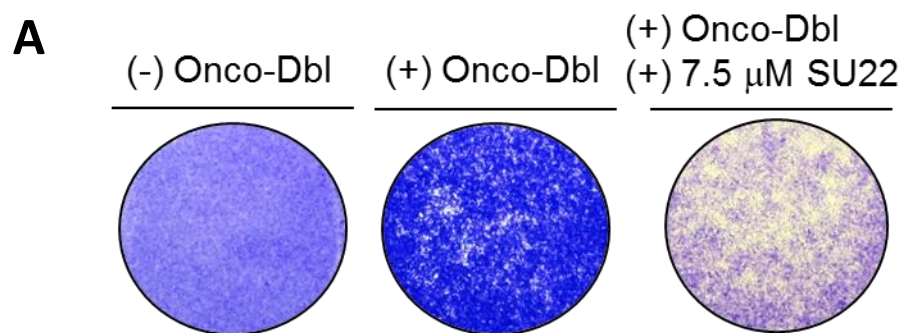 A
(-) Onco-Dbl
(+) Onco-Dbl
(+) Onco-Dbl
(+) 7.5 μM SU22